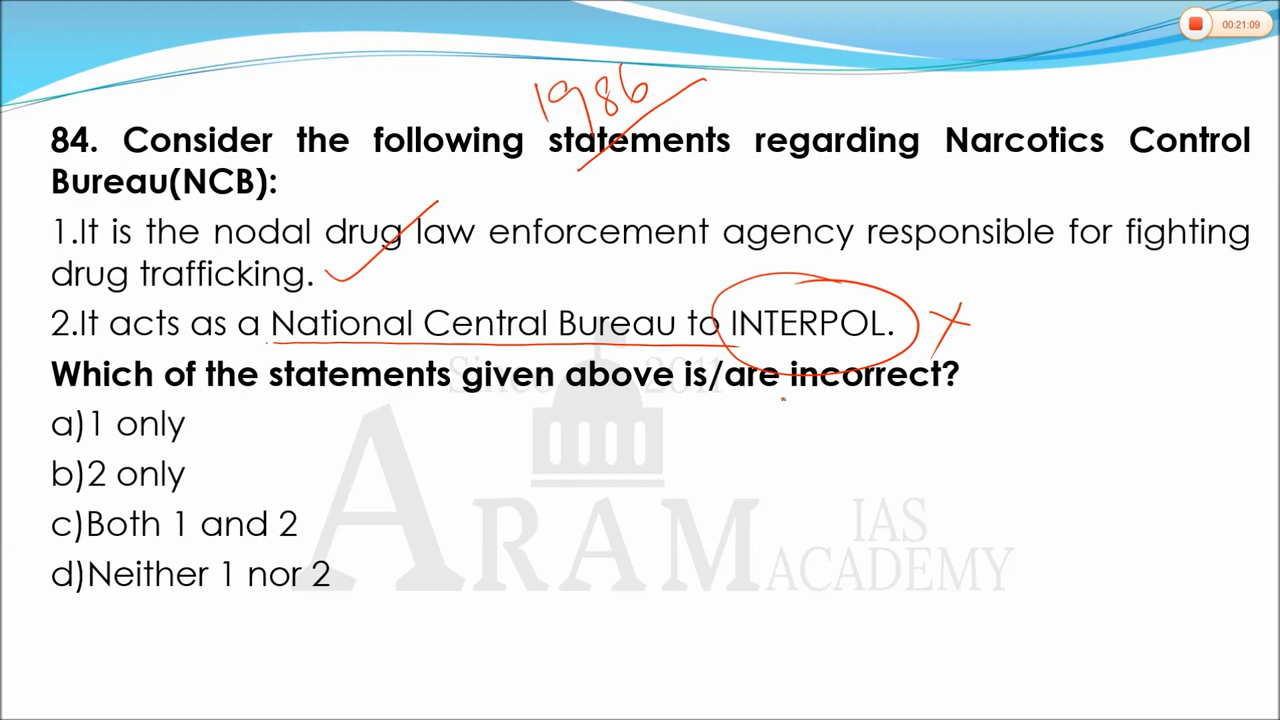 00:21:09
1986
84. Consider the following statements regarding Narcotics Control
Bureau(NCB):
1.It is the nodal drug law enforcement agency responsible for fighting
drug trafficking.
2.It acts as a National Central Bureau to INTERPOL.
Which of the statements given above is/are incorrect?
Since 2011
a)1 only
b)2 only
c)Both 1 and 2
d)Neither 1 nor 2
ARAM IAS
ACADEMY